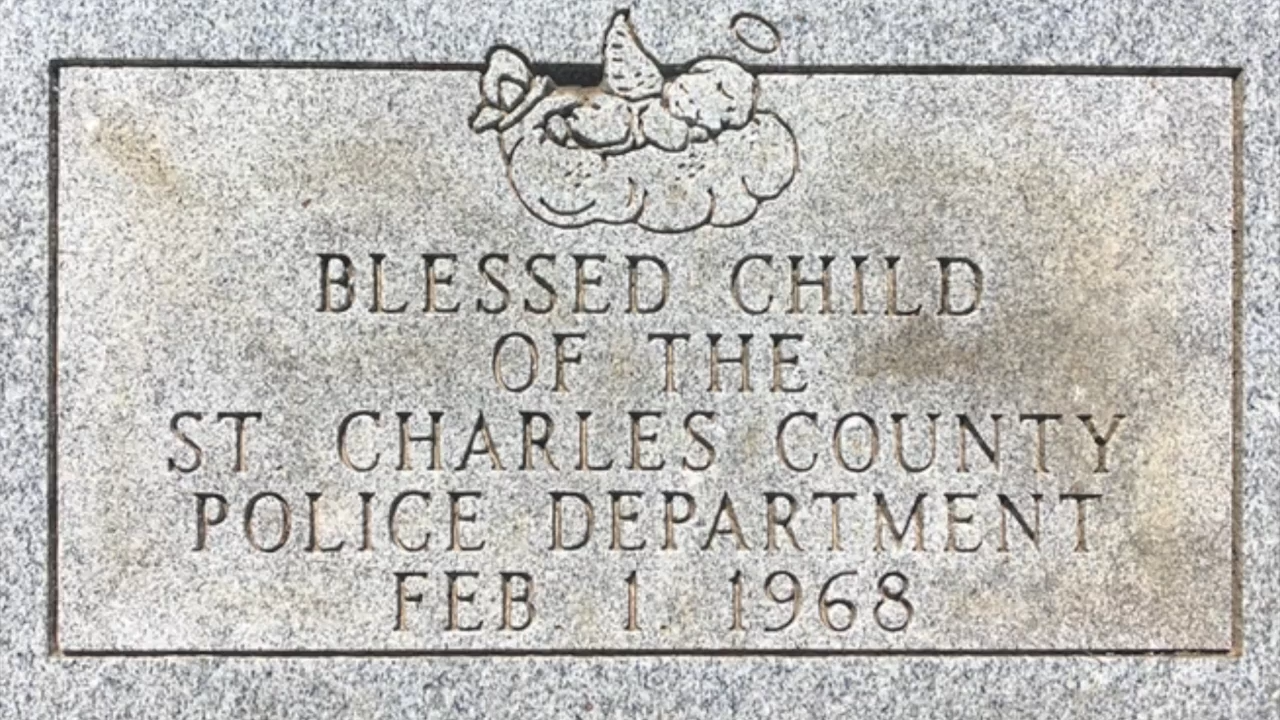 BLESSED CHILD
OF THE
ST. CHARLES COUNTY
POLICE DEPARTMENT
FEB. 1. 1968